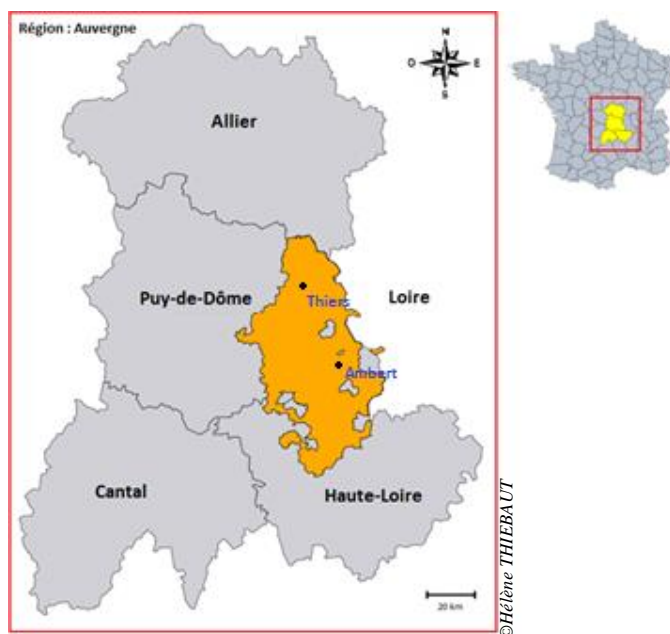 Région : Auvergne
N
O E
S
Allier
Puy-de-Dôme
Loire
Thiers
Ambert
Cantal
Haute-Loire
20 km
©Hélène THIEBAUT